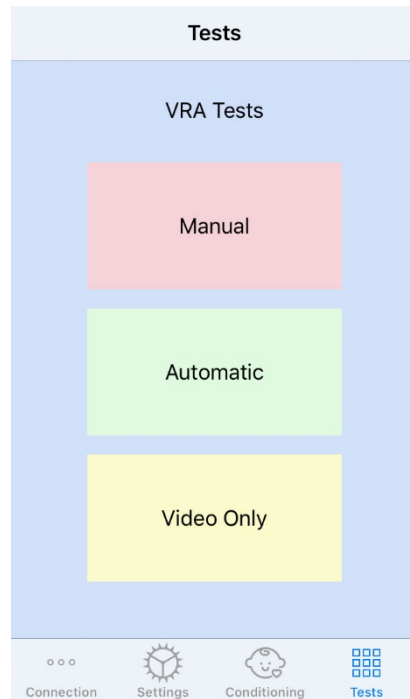 Tests
VRA Tests
Manual
Automatic
Video Only
Connection Settings Conditioning Tests